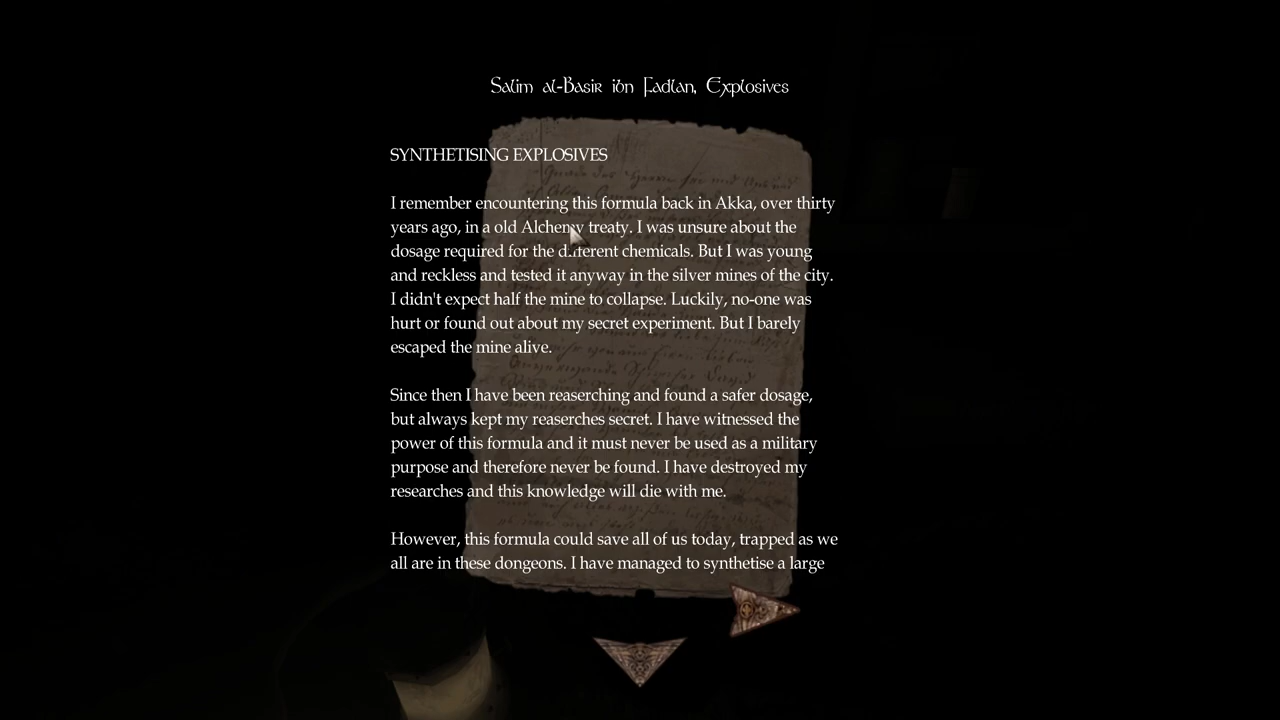 Salim al-Basir ibn Fadlan, Explosives
SYNTHETISING EXPLOSIVES
I remember encountering this formula back in Akka, over thirty
years ago, in a old Alchemy treaty. I was unsure about the
dosage required for the different chemicals. But I was young
and reckless and tested it anyway in the silver mines of the city.
I didn't expect half the mine to collapse. Luckily, no-one was
hurt or found out about my secret experiment. But I barely
escaped the mine alive.
Since then I have been reaserching and found a safer dosage,
but always kept my reaserches secret. I have witnessed the
power of this formula and it must never be used as a military
purpose and therefore never be found. I have destroyed my
researches and this knowledge will die with me.
However, this formula could save all of us today, trapped as we
all are in these dongeons. I have managed to synthetise a large